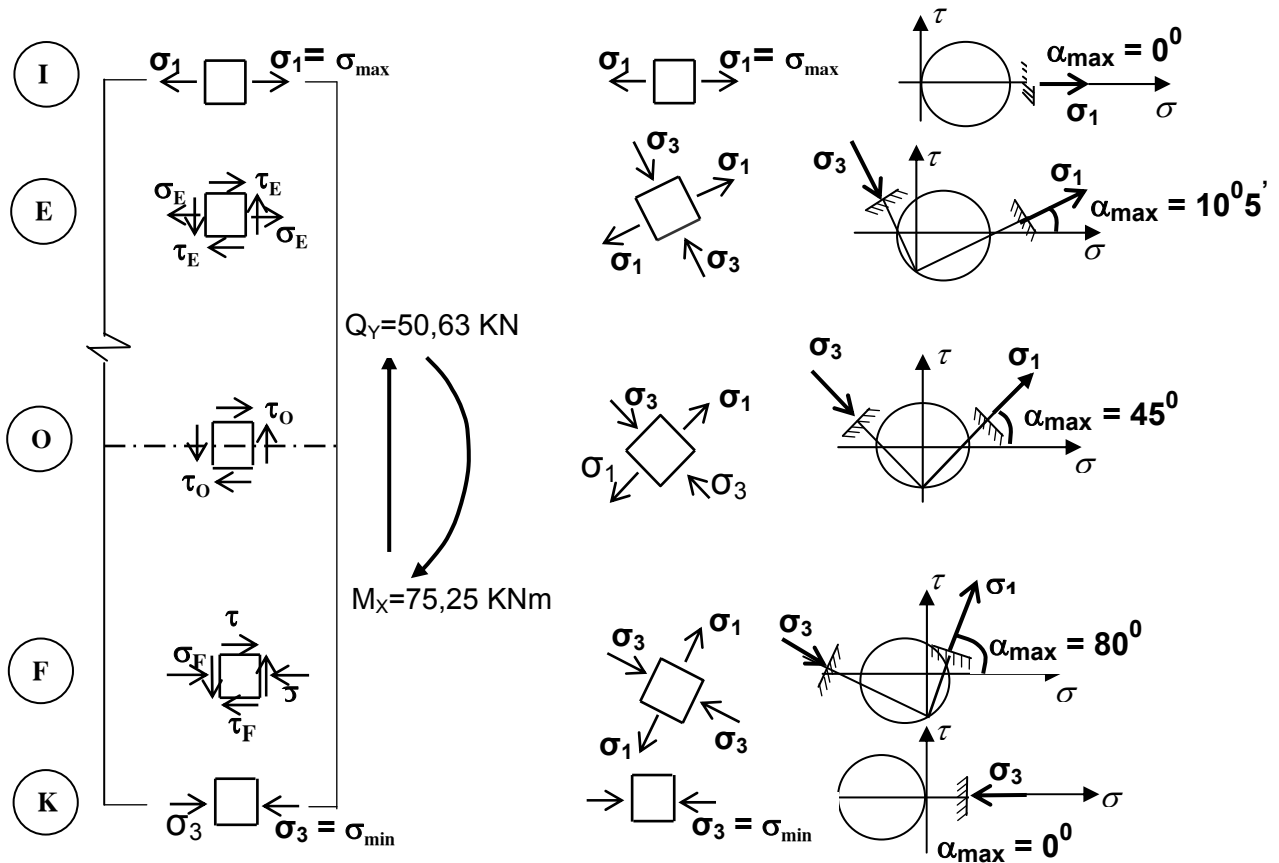 I
σ₁ σ₁ = σmax
σ₁ σ₁ = σmax
τ
αmax = 0⁰
σ₁ σ
E
σE τE
τE σE
σ₃
σ₁
σ₁ σ₃
σ₃ τ
σ₁
αmax = 10⁰5'
σ
QY=50,63 KN
O
τO
τO
σ₃ σ₁
σ₁ σ₃
σ₃ τ σ₁
αmax = 45⁰
σ
MX=75,25 KNm
F
τ
σF
τF
σ₃ σ₁
σ₁ σ₃
σ₃ τ σ₁
αmax = 80⁰
σ
K
σ₃ σ₃ = σmin
σ₃ = σmin
τ
σ₃
σ
αmax = 0⁰